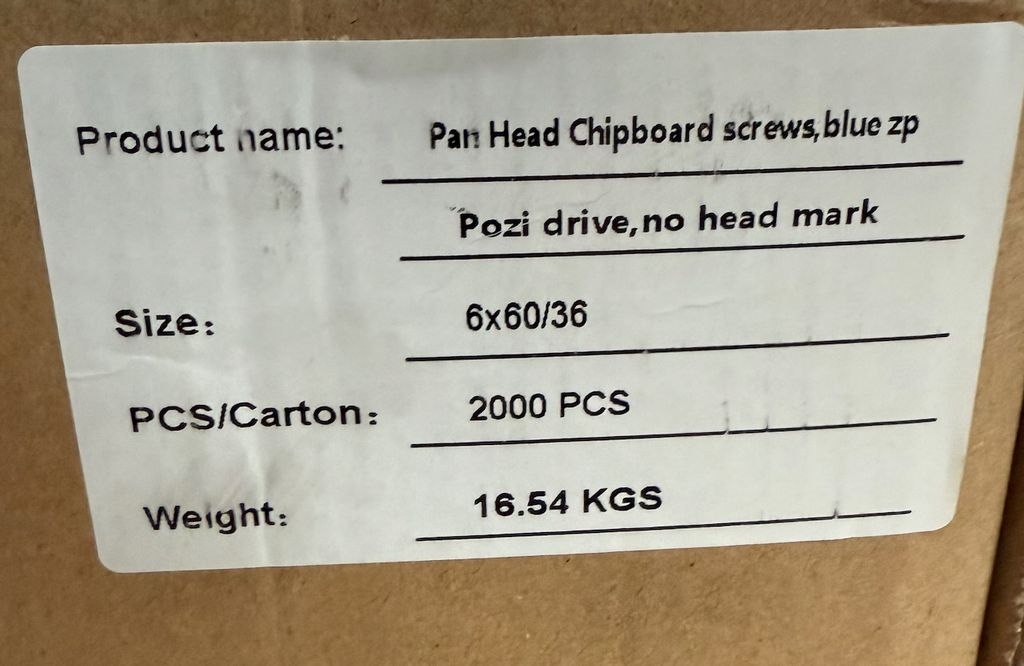 Product name: Pan Head Chipboard screws,blue zp
Pozi drive,no head mark
Size: 6x60/36
PCS/Carton: 2000 PCS
Weight: 16.54 KGS